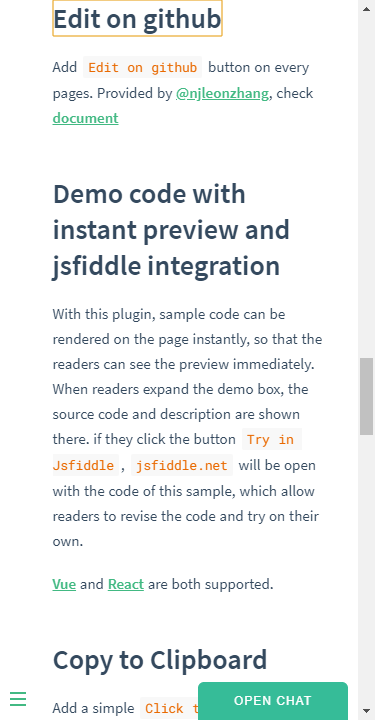 Edit on github
Add Edit on github button on every
pages. Provided by @njleonzhang, check
document
Demo code with
instant preview and
jsfiddle integration
With this plugin, sample code can be
rendered on the page instantly, so that the
readers can see the preview immediately.
When readers expand the demo box, the
source code and description are shown
there. if they click the button Try in
Jsfiddle , jsfiddle.net will be open
with the code of this sample, which allow
readers to revise the code and try on their
own.
Vue and React are both supported.
Copy to Clipboard
Add a simple Click
OPEN CHAT